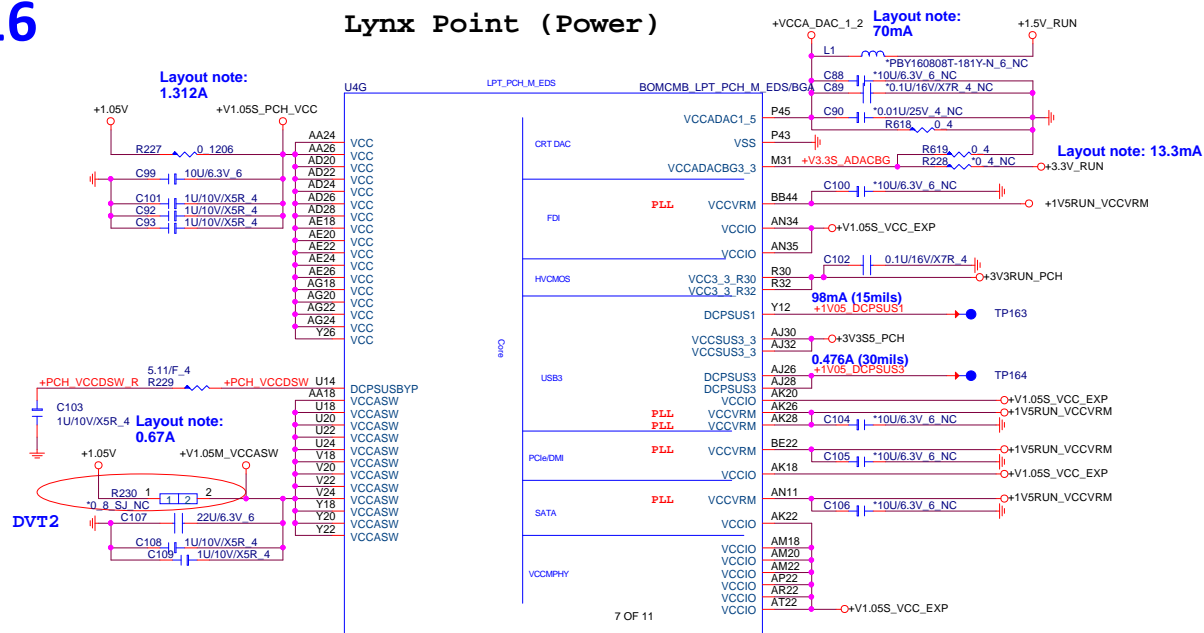 16
Lynx Point (Power)
Layout note:
1.312A
+1.05V
+V1.05S_PCH_VCC
R227
0_1206
C99
10U/6.3V_6
C101
1U/10V/X5R_4
C92
1U/10V/X5R_4
C93
1U/10V/X5R_4
5.11/F_4
+PCH_VCCDSW_R
R229
+PCH_VCCDSW
C103
1U/10V/X5R_4
Layout note:
0.67A
+1.05V
+V1.05M_VCCASW
R230
1
1
2
2
*0_8_SJ_NC
DVT2
C107
22U/6.3V_6
C108
1U/10V/X5R_4
C109
1U/10V/X5R_4
U4G
LPT_PCH_M_EDS
BOMCMB_LPT_PCH_M_EDS/BGA
AA24 VCC
AA26 VCC
AD20 VCC
AD22 VCC
AD24 VCC
AD26 VCC
AD28 VCC
AE18 VCC
AE20 VCC
AE22 VCC
AE24 VCC
AE26 VCC
AG18 VCC
AG20 VCC
AG22 VCC
AG24 VCC
Y26 VCC
U14 DCPSUSBYP
AA18 VCCASW
U18 VCCASW
U20 VCCASW
U22 VCCASW
U24 VCCASW
V18 VCCASW
V20 VCCASW
V22 VCCASW
V24 VCCASW
Y18 VCCASW
Y20 VCCASW
Y22 VCCASW
Core
CRT DAC
FDI
HVCMOS
USB3
PCIe/DMI
SATA
VCCMPHY
7 OF 11
VCCADAC1_5 P45
VSS P43
VCCADACBG3_3 M31
PLL VCCVRM BB44
VCCIO AN34
VCCIO AN35
VCC3_3_R30 R30
VCC3_3_R32 R32
DCPSUS1 Y12
VCCSUS3_3 AJ30
VCCSUS3_3 AJ32
DCPSUS3 AJ26
DCPSUS3 AJ28
VCCIO AK20
PLL VCCVRM AK26
PLL VCCVRM AK28
PLL VCCVRM BE22
VCCIO AK18
PLL VCCVRM AN11
VCCIO AK22
VCCIO AM18
VCCIO AM20
VCCIO AM22
VCCIO AP22
VCCIO AR22
VCCIO AT22
+VCCA_DAC_1_2
Layout note:
70mA
+1.5V_RUN
L1
*PBY160808T-181Y-N_6_NC
C88
*10U/6.3V_6_NC
C89
*0.1U/16V/X7R_4_NC
C90
*0.01U/25V_4_NC
R618
0_4
R619
0_4
Layout note: 13.3mA
+V3.3S_ADACBG
R228
*0_4_NC
+3.3V_RUN
C100
*10U/6.3V_6_NC
+1V5RUN_VCCVRM
+V1.05S_VCC_EXP
C102
0.1U/16V/X7R_4
+3V3RUN_PCH
98mA (15mils)
+1V05_DCPSUS1
TP163
+3V3S5_PCH
0.476A (30mils)
+1V05_DCPSUS3
TP164
+V1.05S_VCC_EXP
+1V5RUN_VCCVRM
C104
*10U/6.3V_6_NC
+1V5RUN_VCCVRM
C105
*10U/6.3V_6_NC
+V1.05S_VCC_EXP
+1V5RUN_VCCVRM
C106
*10U/6.3V_6_NC
+V1.05S_VCC_EXP